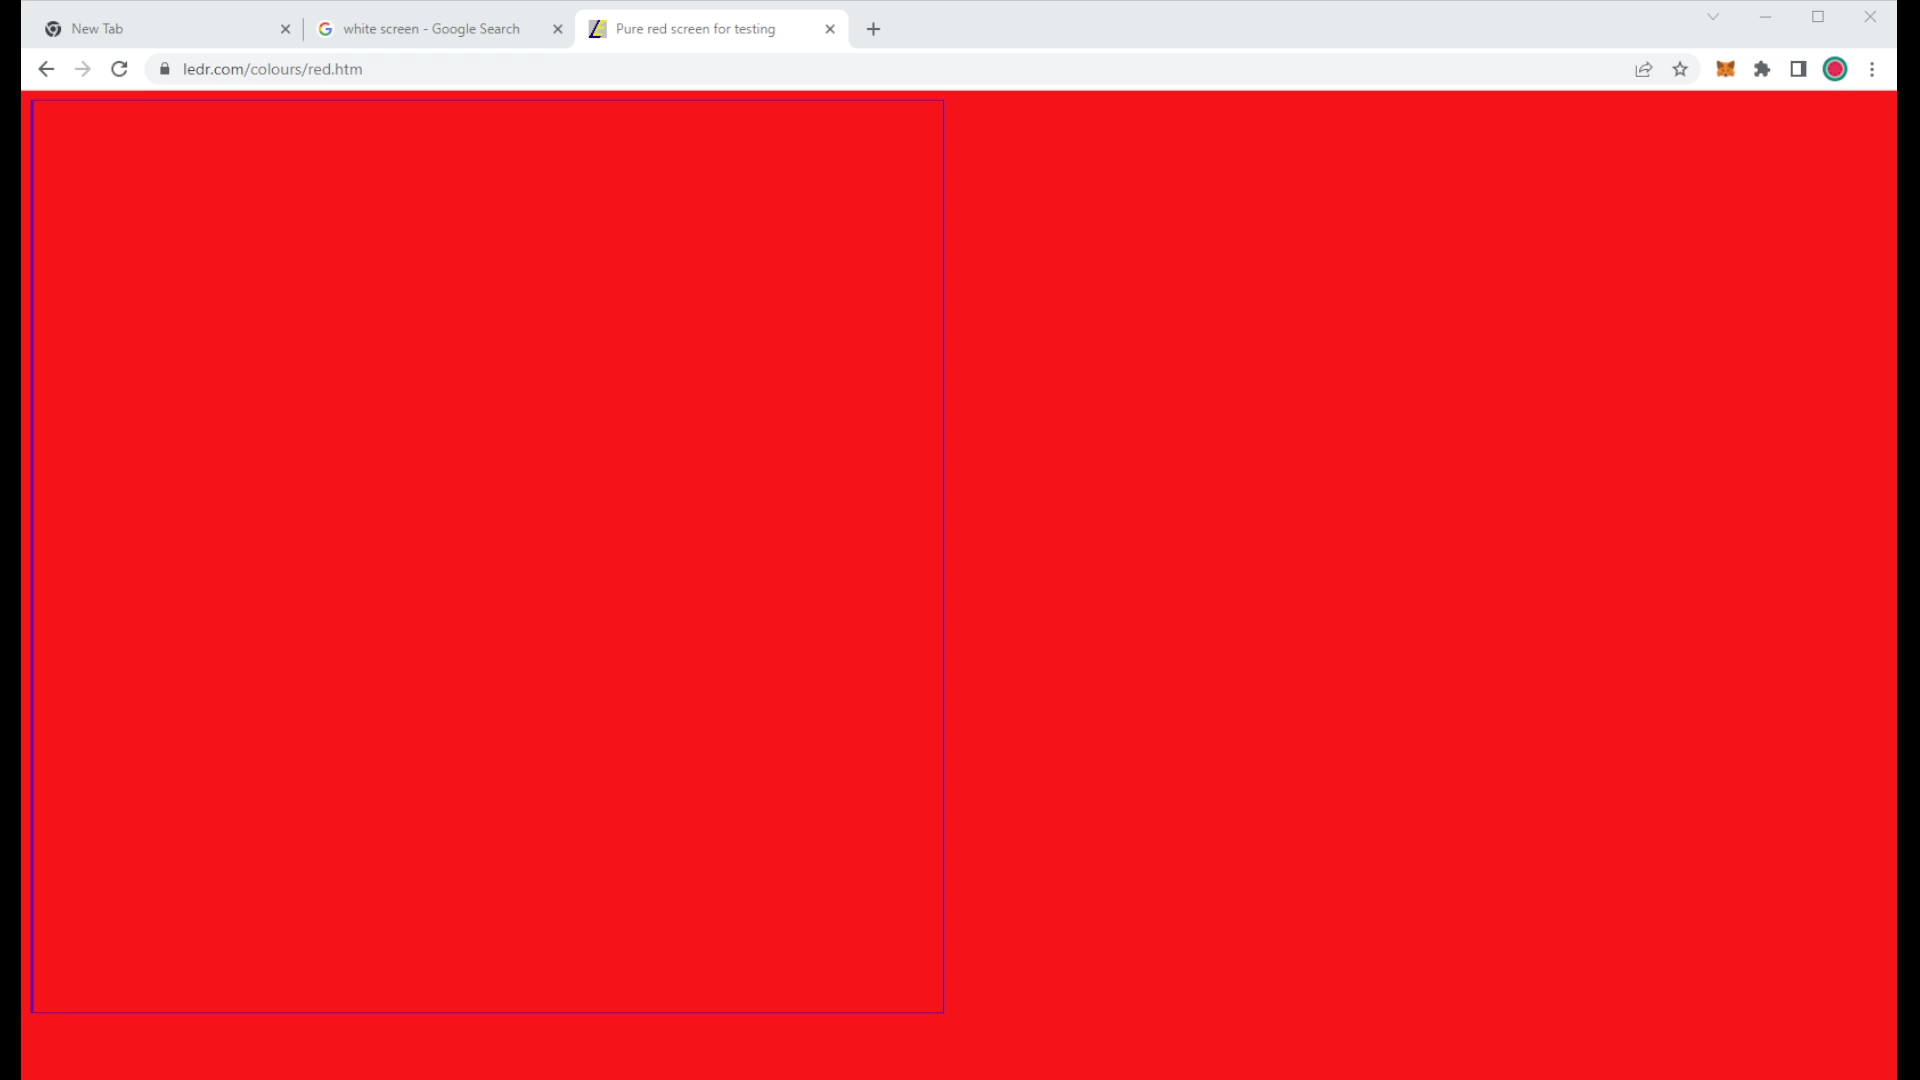 New Tab
white screen - Google Search
Pure red screen for testing
ledr.com/colours/red.htm